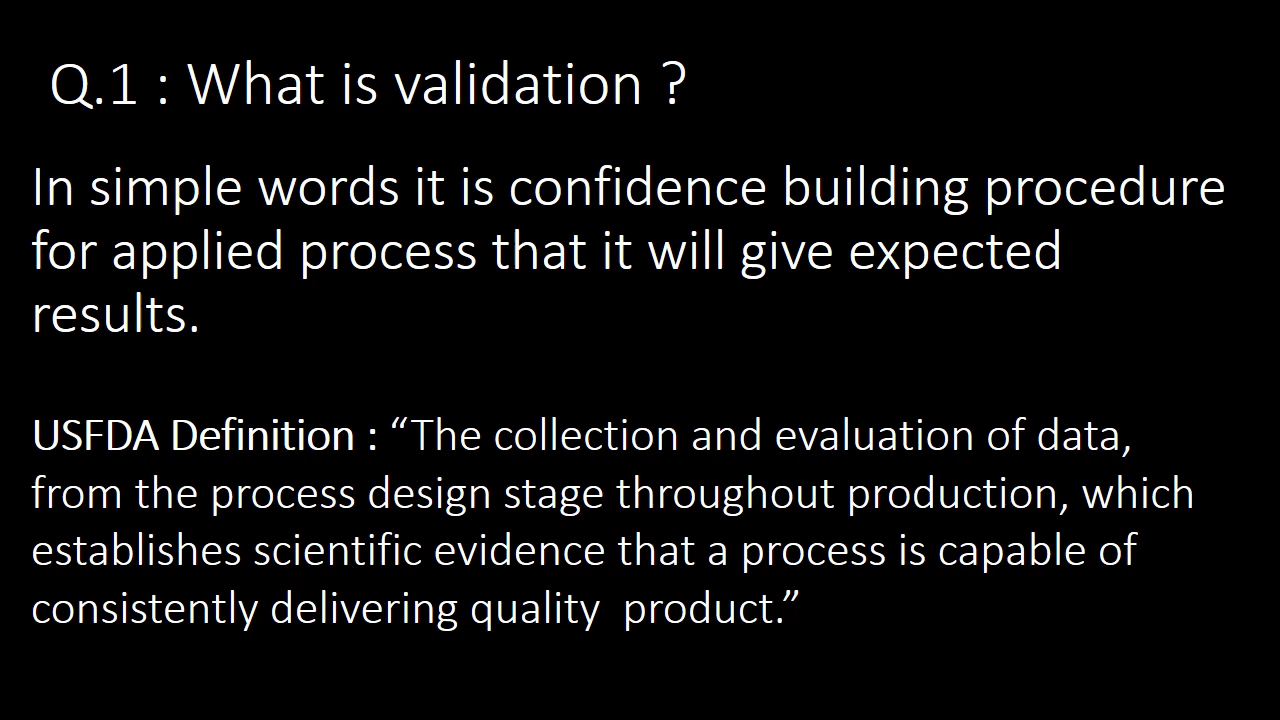 Q.1 : What is validation ?
In simple words it is confidence building procedure
for applied process that it will give expected
results.
USFDA Definition : “The collection and evaluation of data,
from the process design stage throughout production, which
establishes scientific evidence that a process is capable of
consistently delivering quality  product.”